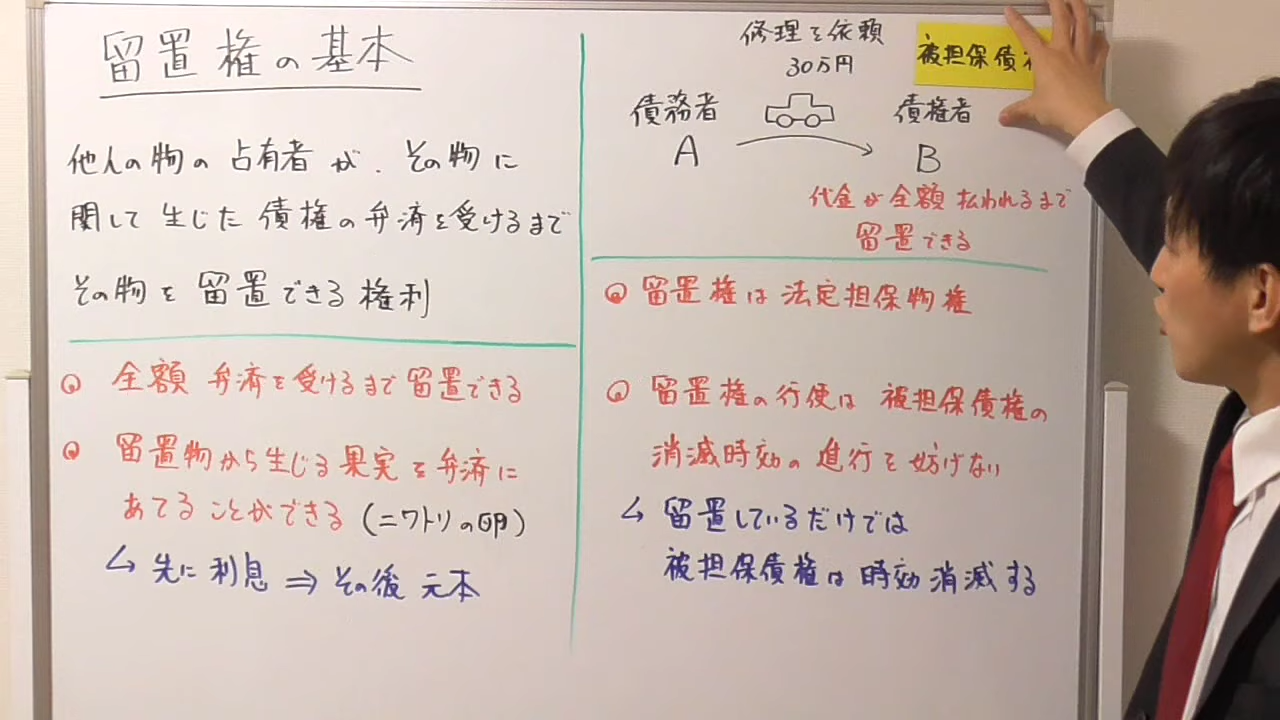 留置権の基本
他人の物の占有者が、その物に
関して生じた債権の弁済を受けるまで
その物を留置できる権利
全額弁済を受けるまで留置できる
留置物から生じる果実を弁済に
あてることができる（ニワトリの卵）
↳ 先に利息 ⇒ その後 元本
修理を依頼
30万円
被担保債
債務者
債権者
A
B
代金が全額払われるまで
留置できる
留置権は法定担保物権
留置権の行使は被担保債権の
消滅時効の進行を妨げない
↳ 留置しているだけでは
被担保債権は時効消滅する